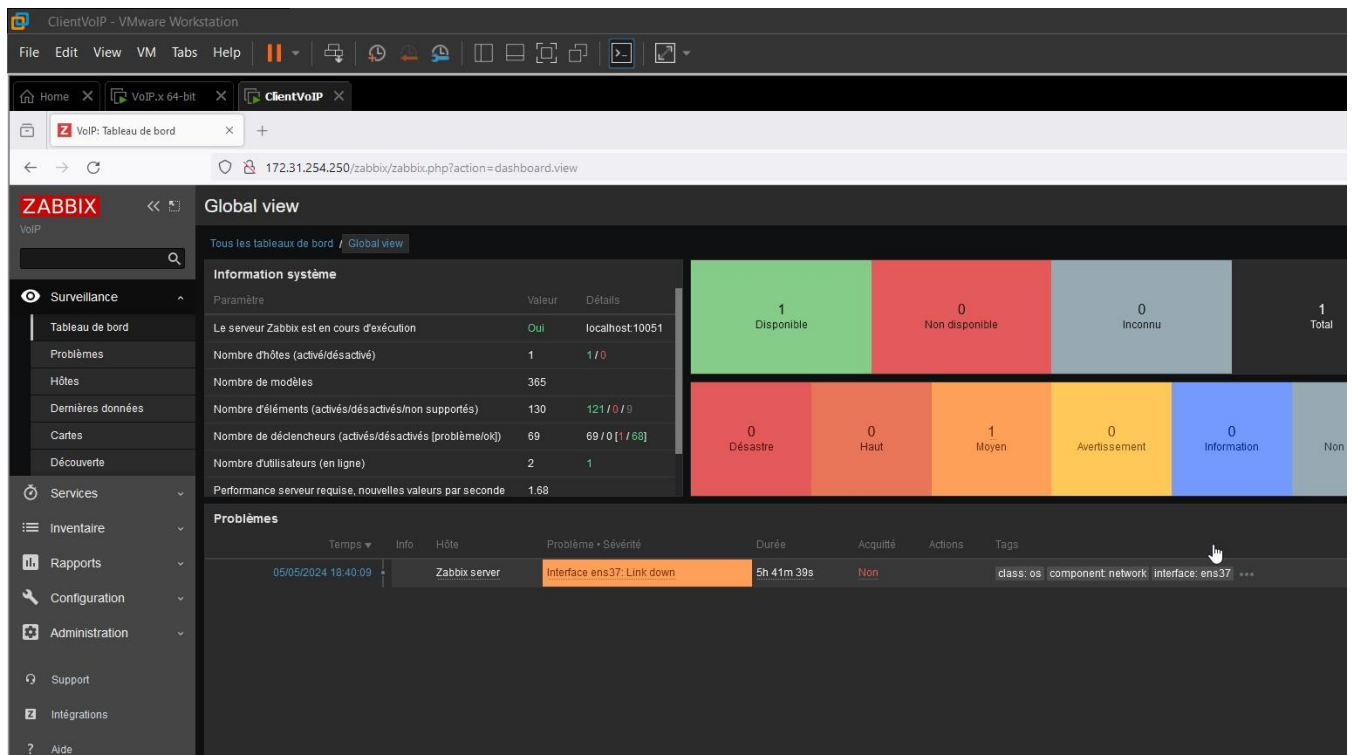 ClientVoIP - VMware Workstation
File Edit View VM Tabs Help
Home VoIP.x 64-bit ClientVoIP
Z VoIP: Tableau de bord
172.31.254.250/zabbix/zabbix.php?action=dashboard.view
ZABBIX
VoIP
Surveillance
Tableau de bord
Problèmes
Hôtes
Dernières données
Cartes
Découverte
Services
Inventaire
Rapports
Configuration
Administration
Support
Z Intégrations
? Aide
Global view
Tous les tableaux de bord / Global view
Information système
Paramètre Valeur Détails
Le serveur Zabbix est en cours d'exécution Oui localhost:10051
Nombre d'hôtes (activé/désactivé) 1 1 / 0
Nombre de modèles 365
Nombre d'éléments (activés/désactivés/non supportés) 130 121 / 0 / 9
Nombre de déclencheurs (activés/désactivés [problème/ok]) 69 69 / 0 [1 / 68]
Nombre d'utilisateurs (en ligne) 2 1
Performance serveur requise, nouvelles valeurs par seconde 1.68
1 0 0 1
Disponible Non disponible Inconnu Total
0 0 1 0 0
Désastre Haut Moyen Avertissement Information Non
Problèmes
Temps Info Hôte Problème • Sévérité Durée Acquitté Actions Tags
05/05/2024 18:40:09 Zabbix server Interface ens37: Link down 5h 41m 39s Non class: os component: network interface: ens37 •••